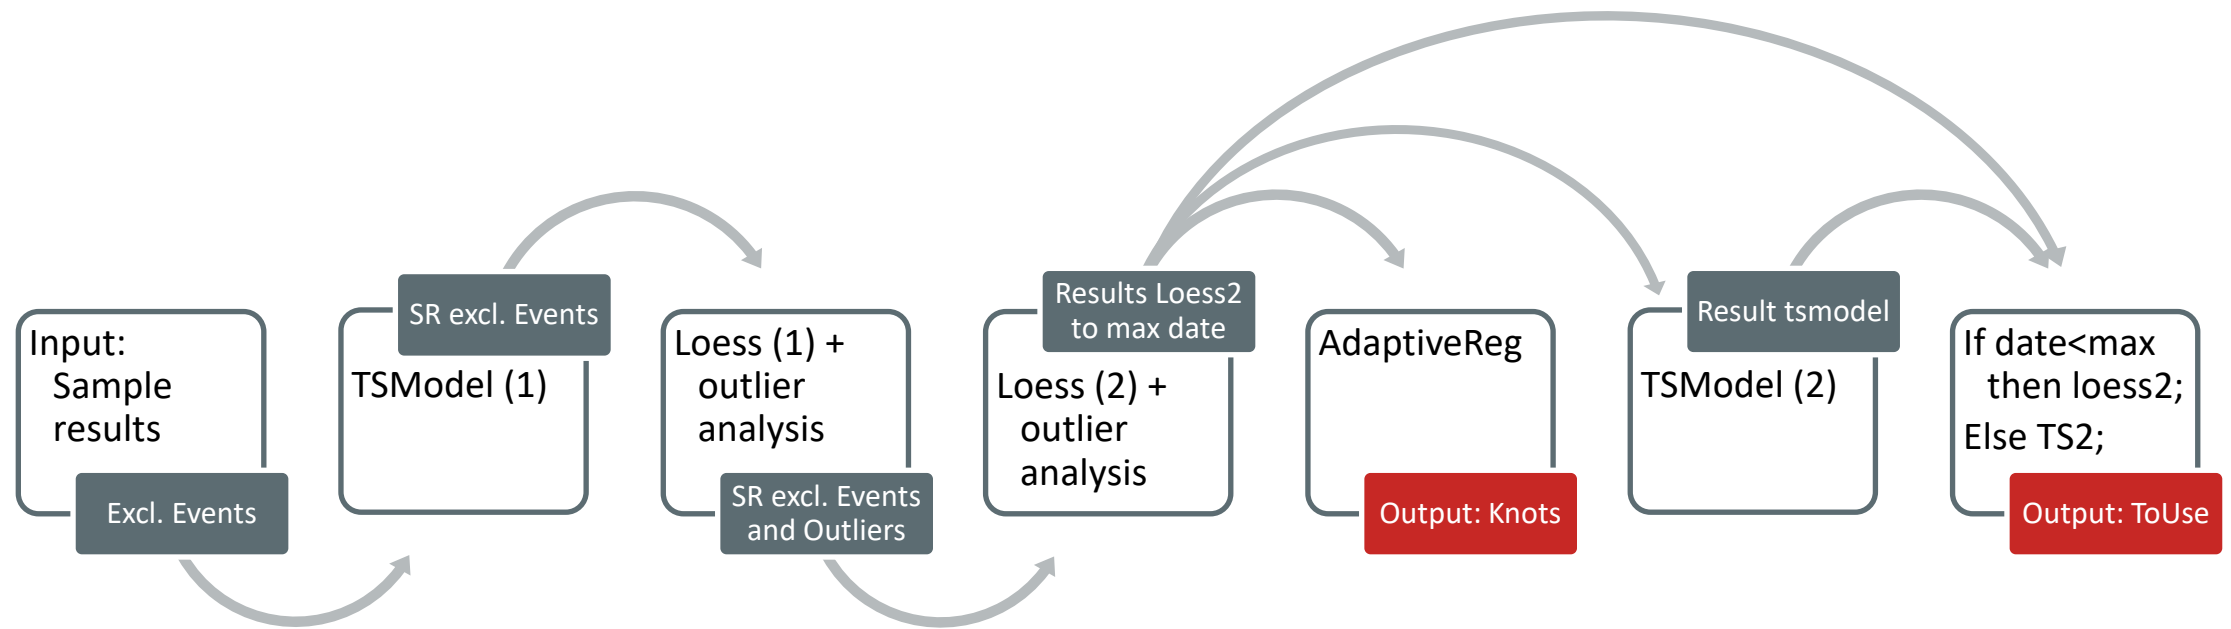 Input:
Sample
results
Excl. Events
SR excl. Events
TSModel (1)
Loess (1) +
outlier
analysis
SR excl. Events
and Outliers
Results Loess2
to max date
Loess (2) +
outlier
analysis
AdaptiveReg
Output: Knots
Result tsmodel
TSModel (2)
If date<max
then loess2;
Else TS2;
Output: ToUse